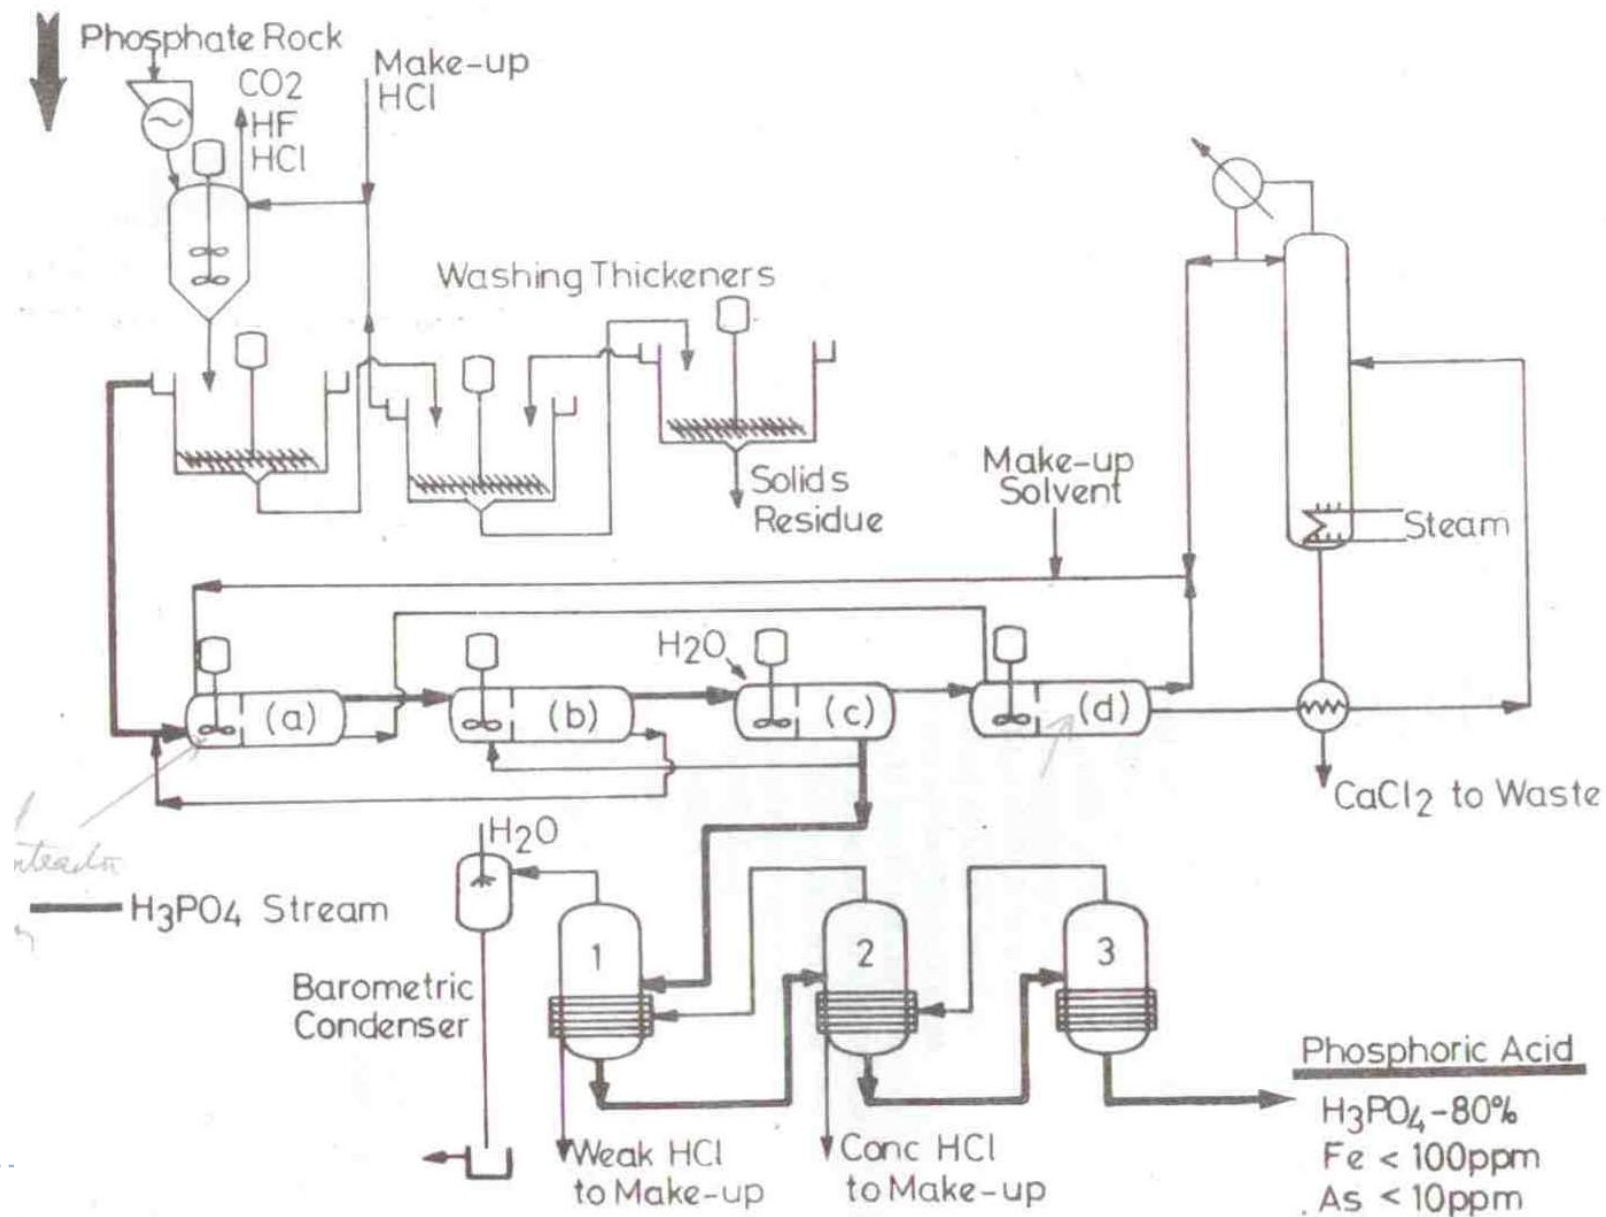 Phosphate Rock
CO2
HF
HCl
Make-up
HCl
Washing Thickeners
Solids
Residue
Make-up
Solvent
Steam
H2O
(a)
(b)
(c)
(d)
CaCl2 to Waste
H2O
H3PO4 Stream
Barometric
Condenser
1
2
3
Weak HCl
to Make-up
Conc HCl
to Make-up
Phosphoric Acid
H3PO4-80%
Fe < 100ppm
As < 10ppm